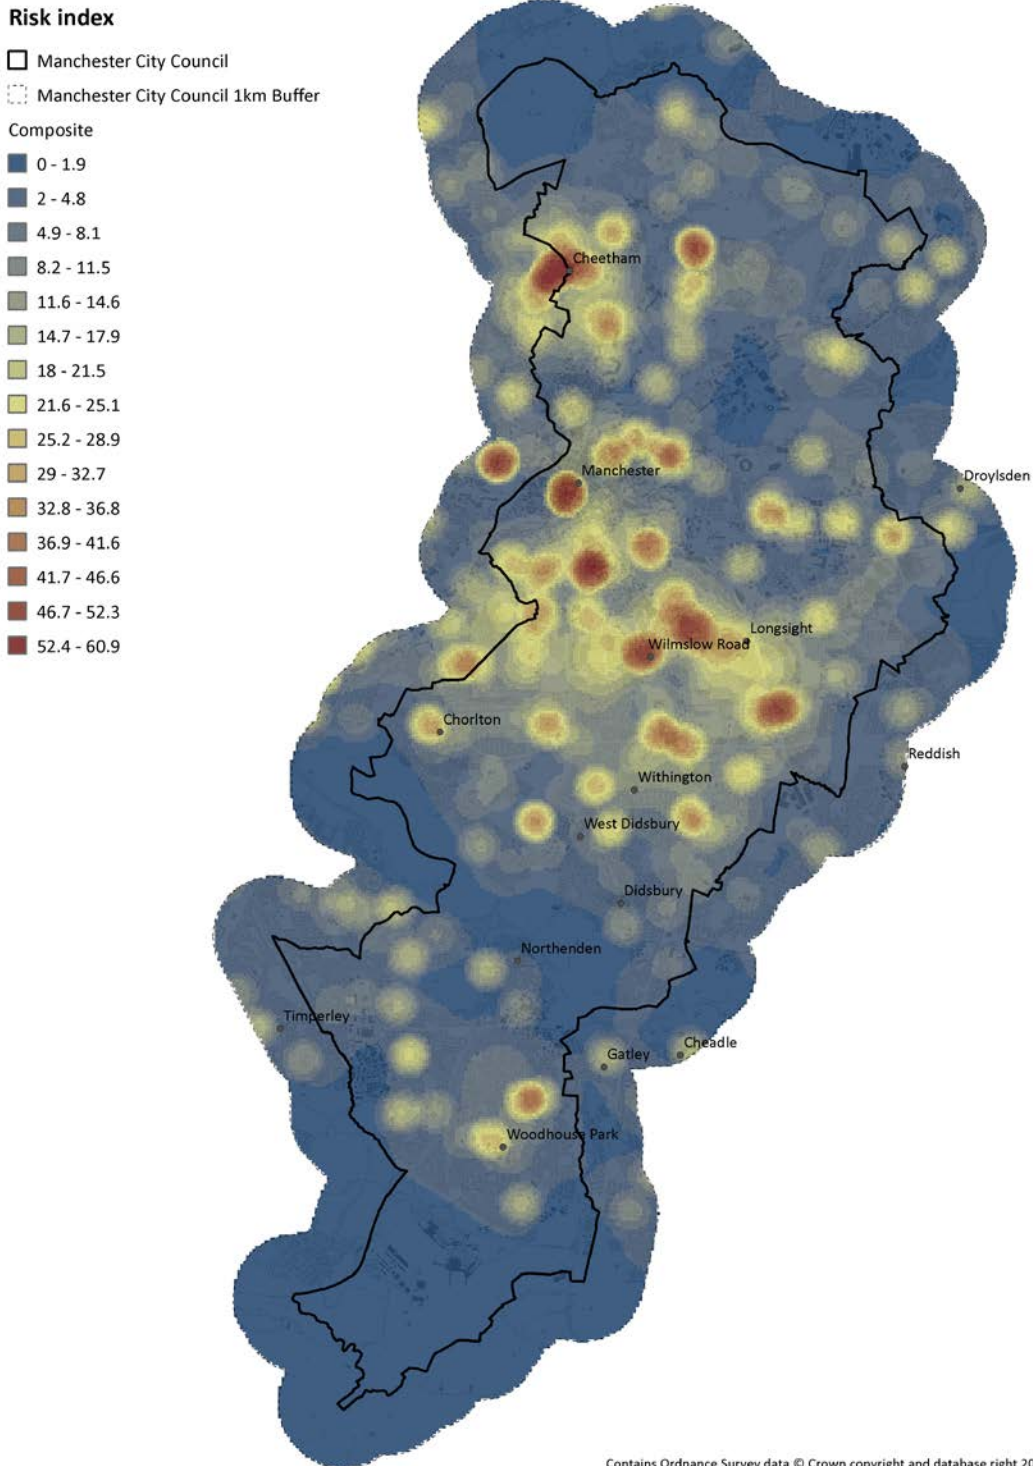 Risk index
Manchester City Council
Manchester City Council 1km Buffer
Composite
0 - 1.9
2 - 4.8
4.9 - 8.1
8.2 - 11.5
11.6 - 14.6
14.7 - 17.9
18 - 21.5
21.6 - 25.1
25.2 - 28.9
29 - 32.7
32.8 - 36.8
36.9 - 41.6
41.7 - 46.6
46.7 - 52.3
52.4 - 60.9
Cheetham
Manchester
Droylsden
Longsight
Wilmslow Road
Chorlton
Reddish
Withington
West Didsbury
Didsbury
Northenden
Timperley
Cheadle
Gatley
Woodhouse Park
Contains Ordnance Survey data © Crown copyright and database right